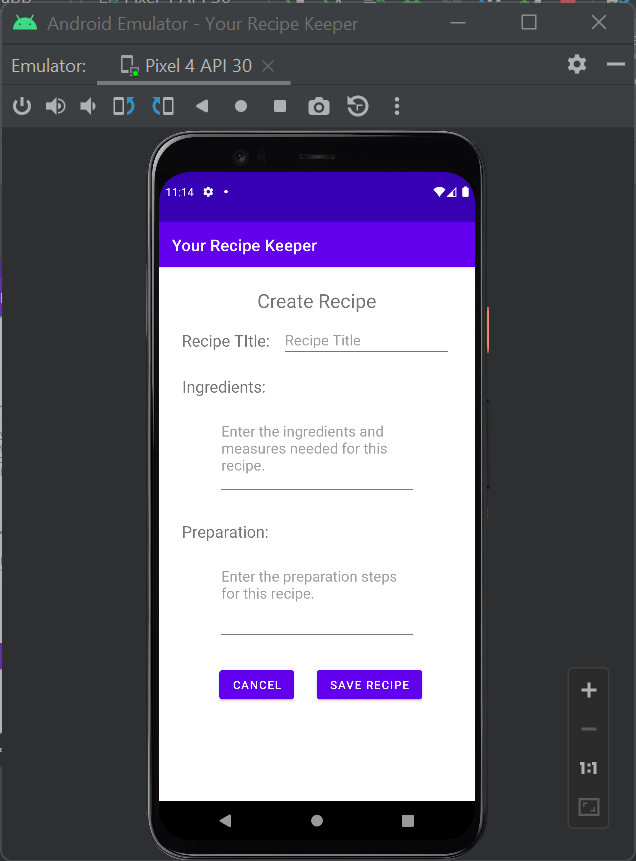 Android Emulator - Your Recipe Keeper
Emulator: Pixel 4 API 30
11:14
Your Recipe Keeper
Create Recipe
Recipe TItle: Recipe Title
Ingredients:
Enter the ingredients and
measures needed for this
recipe.
Preparation:
Enter the preparation steps
for this recipe.
CANCEL SAVE RECIPE
1:1